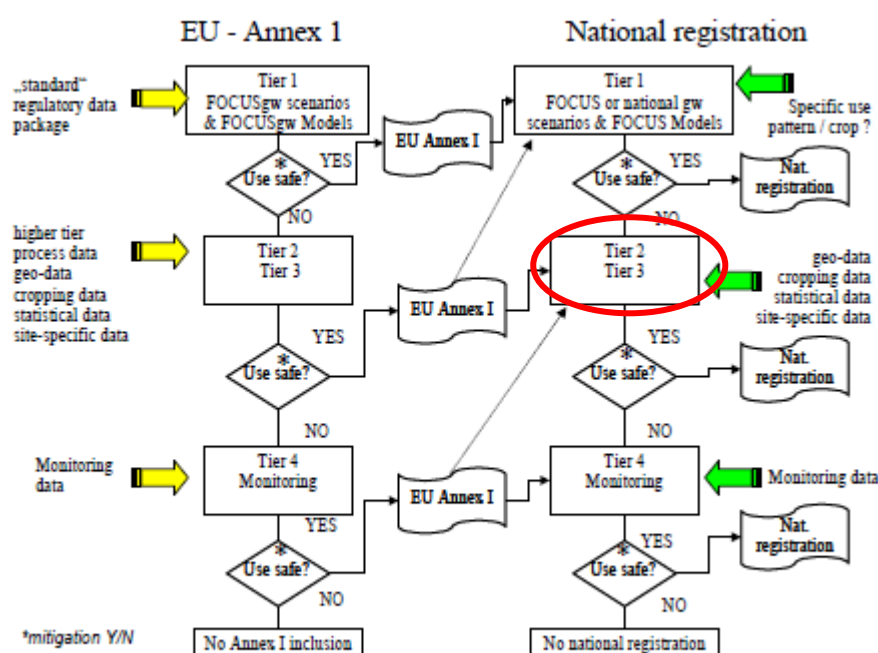 EU - Annex 1
National registration
„standard“
regulatory data
package
Tier 1
FOCUSgw scenarios
& FOCUSgw Models
EU Annex I
Tier 1
FOCUS or national gw
scenarios & FOCUS Models
Specific use
pattern / crop ?
*
Use safe?
YES
NO
*
Use safe?
YES
NO
Nat.
registration
higher tier
process data
geo-data
cropping data
statistical data
site-specific data
Tier 2
Tier 3
EU Annex I
Tier 2
Tier 3
geo-data
cropping data
statistical data
site-specific data
*
Use safe?
YES
NO
*
Use safe?
YES
NO
Nat.
registration
Monitoring
data
Tier 4
Monitoring
EU Annex I
Tier 4
Monitoring
Monitoring data
*
Use safe?
YES
NO
*
Use safe?
YES
NO
Nat.
registration
*mitigation Y/N
No Annex I inclusion
No national registration